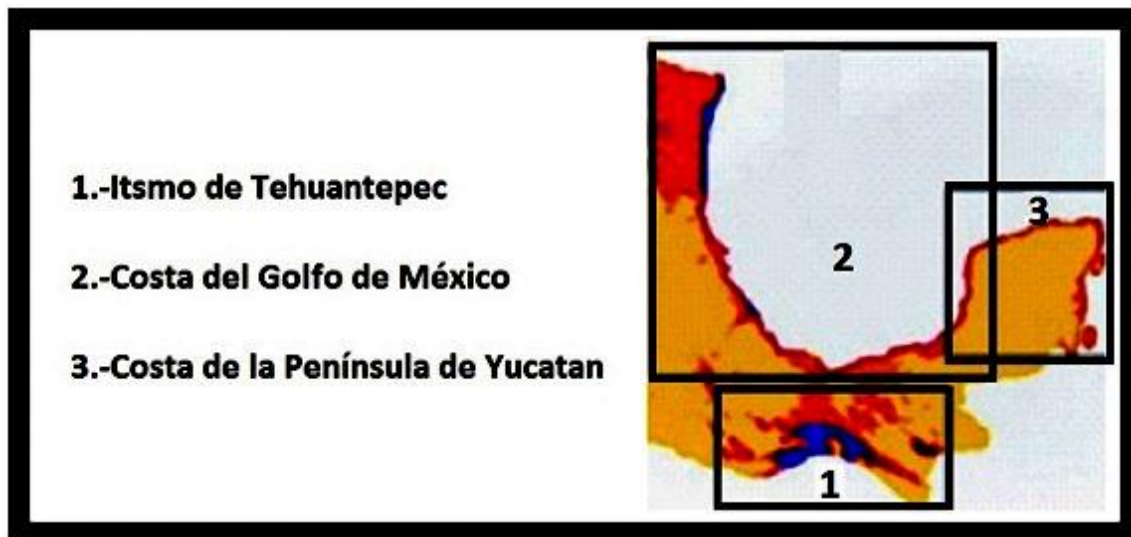 1.-Itsmo de Tehuantepec
2.-Costa del Golfo de México
3.-Costa de la Península de Yucatan
3
2
1